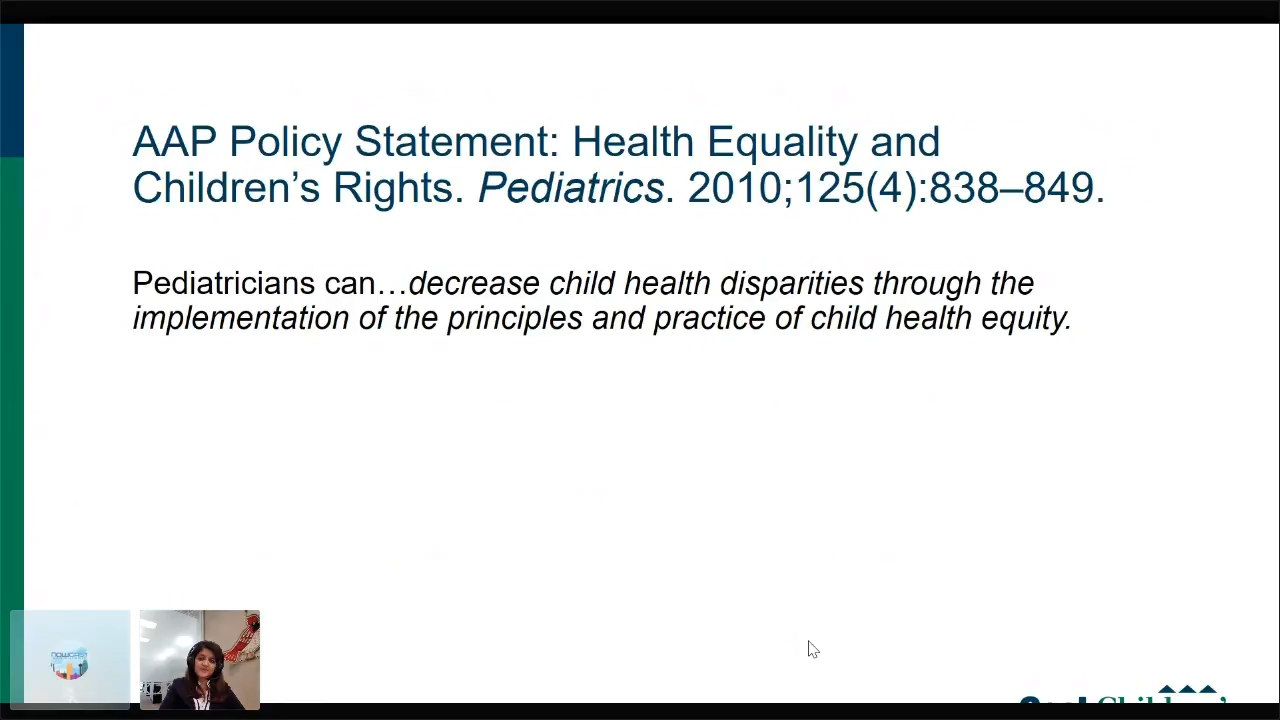 AAP Policy Statement: Health Equality and
Children’s Rights. Pediatrics. 2010;125(4):838–849.
Pediatricians can…decrease child health disparities through the
implementation of the principles and practice of child health equity.
NOWCAST